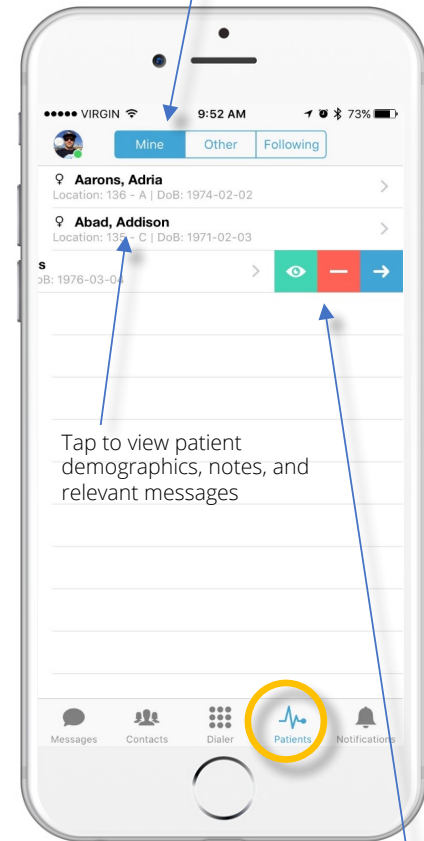 VIRGIN 9:52 AM 73%
Mine Other Following
Aarons, Adria
Location: 136 - A | DoB: 1974-02-02
Abad, Addison
Location: 135 - C | DoB: 1971-02-03
s
oB: 1976-03-04
Tap to view patient
demographics, notes, and
relevant messages
Messages Contacts Dialer Patients Notifications